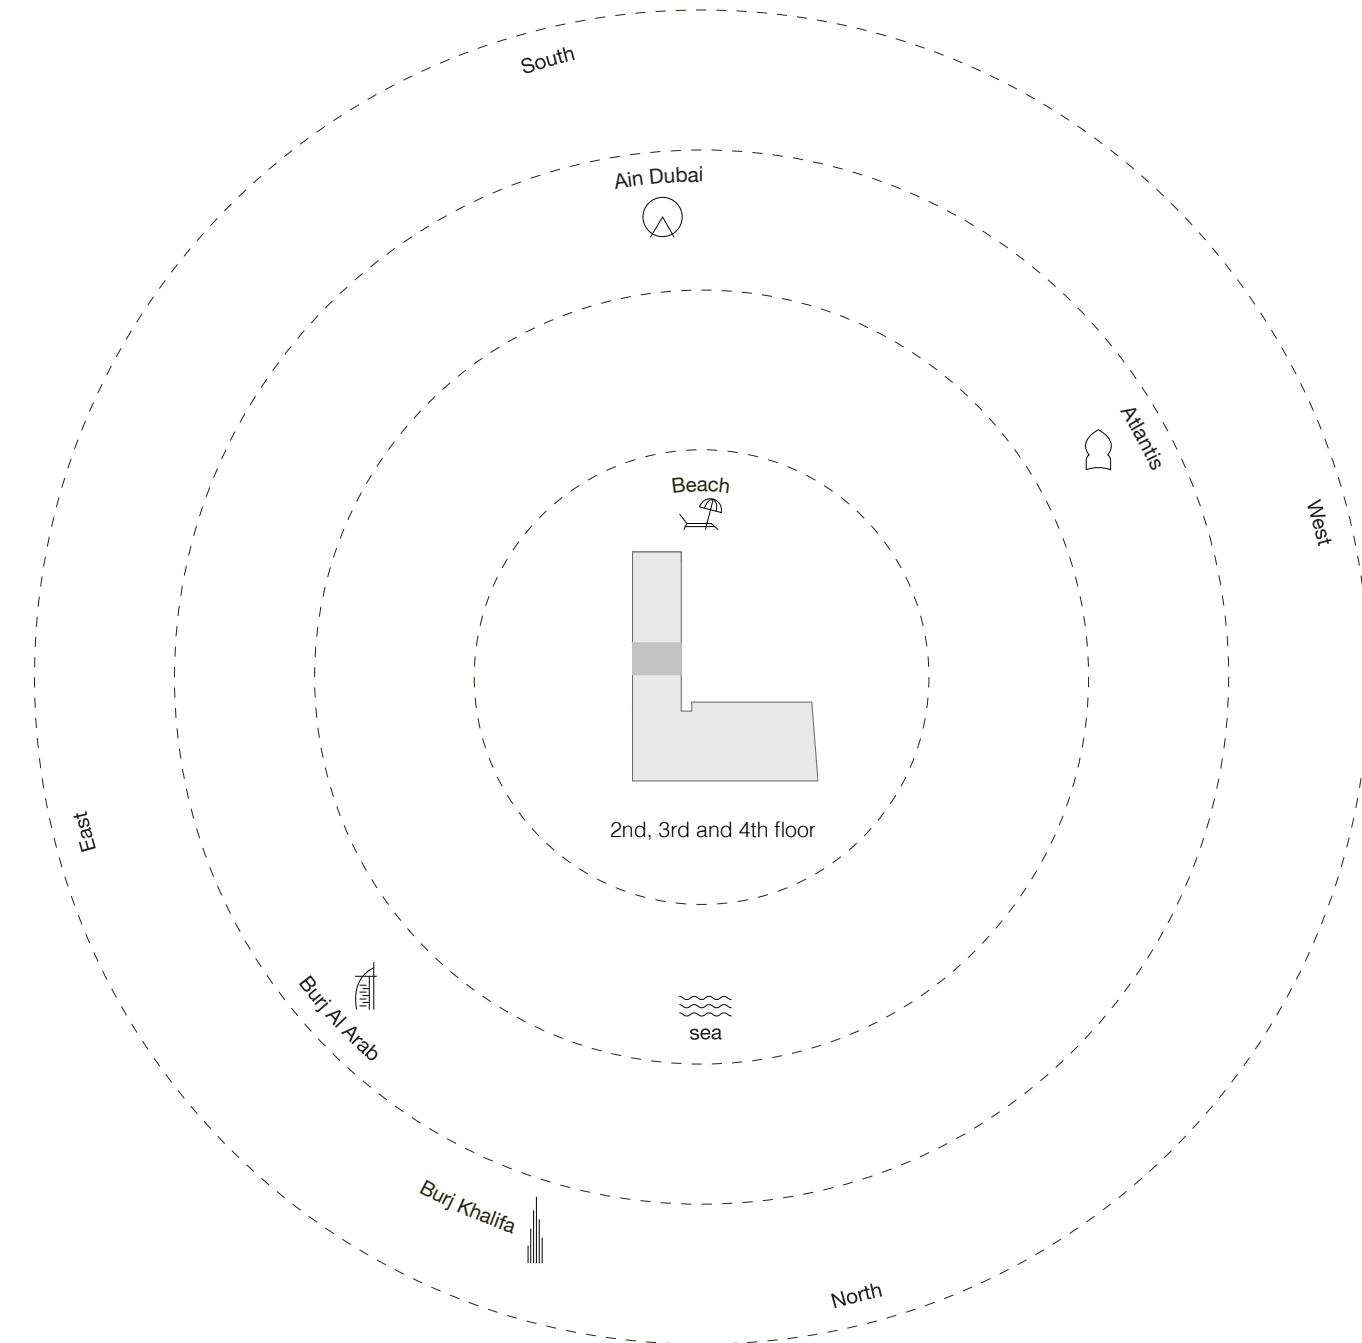 South
Ain Dubai
Atlantis
Beach
West
2nd, 3rd and 4th floor
East
Burj Al Arab
sea
Burj Khalifa
North